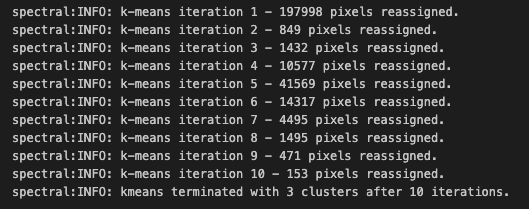 spectral:INFO: k-means iteration 1 - 197998 pixels reassigned.
spectral:INFO: k-means iteration 2 - 849 pixels reassigned.
spectral:INFO: k-means iteration 3 - 1432 pixels reassigned.
spectral:INFO: k-means iteration 4 - 10577 pixels reassigned.
spectral:INFO: k-means iteration 5 - 41569 pixels reassigned.
spectral:INFO: k-means iteration 6 - 14317 pixels reassigned.
spectral:INFO: k-means iteration 7 - 4495 pixels reassigned.
spectral:INFO: k-means iteration 8 - 1495 pixels reassigned.
spectral:INFO: k-means iteration 9 - 471 pixels reassigned.
spectral:INFO: k-means iteration 10 - 153 pixels reassigned.
spectral:INFO: kmeans terminated with 3 clusters after 10 iterations.